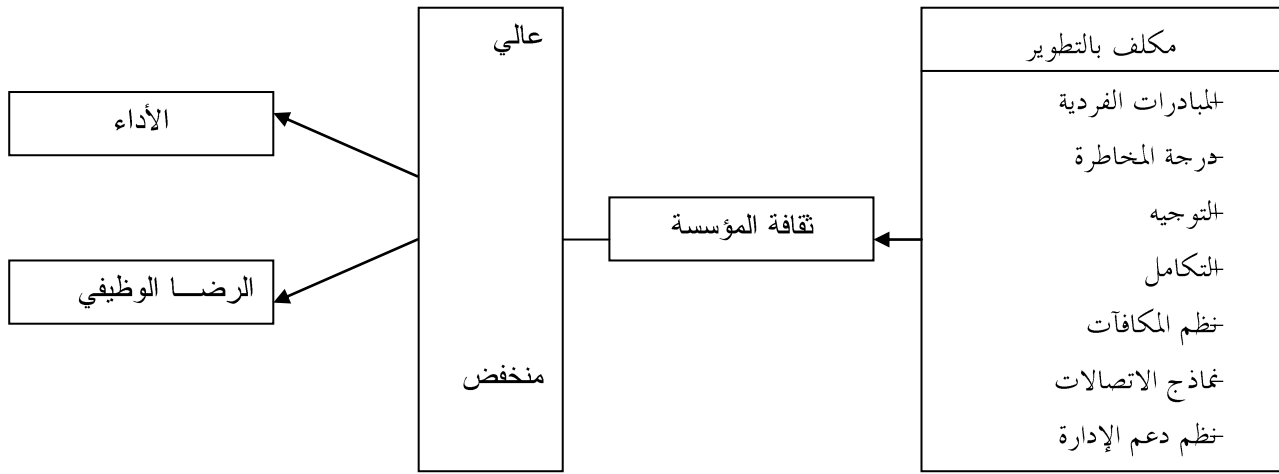 مكلف بالتطوير
-المبادرات الفردية
-درجة المخاطرة
-التوجيه
-التكامل
-نظم المكافآت
-نماذج الاتصالات
-نظم دعم الإدارة
ثقافة المؤسسة
عالي
منخفض
الأداء
الرضــا الوظيفي